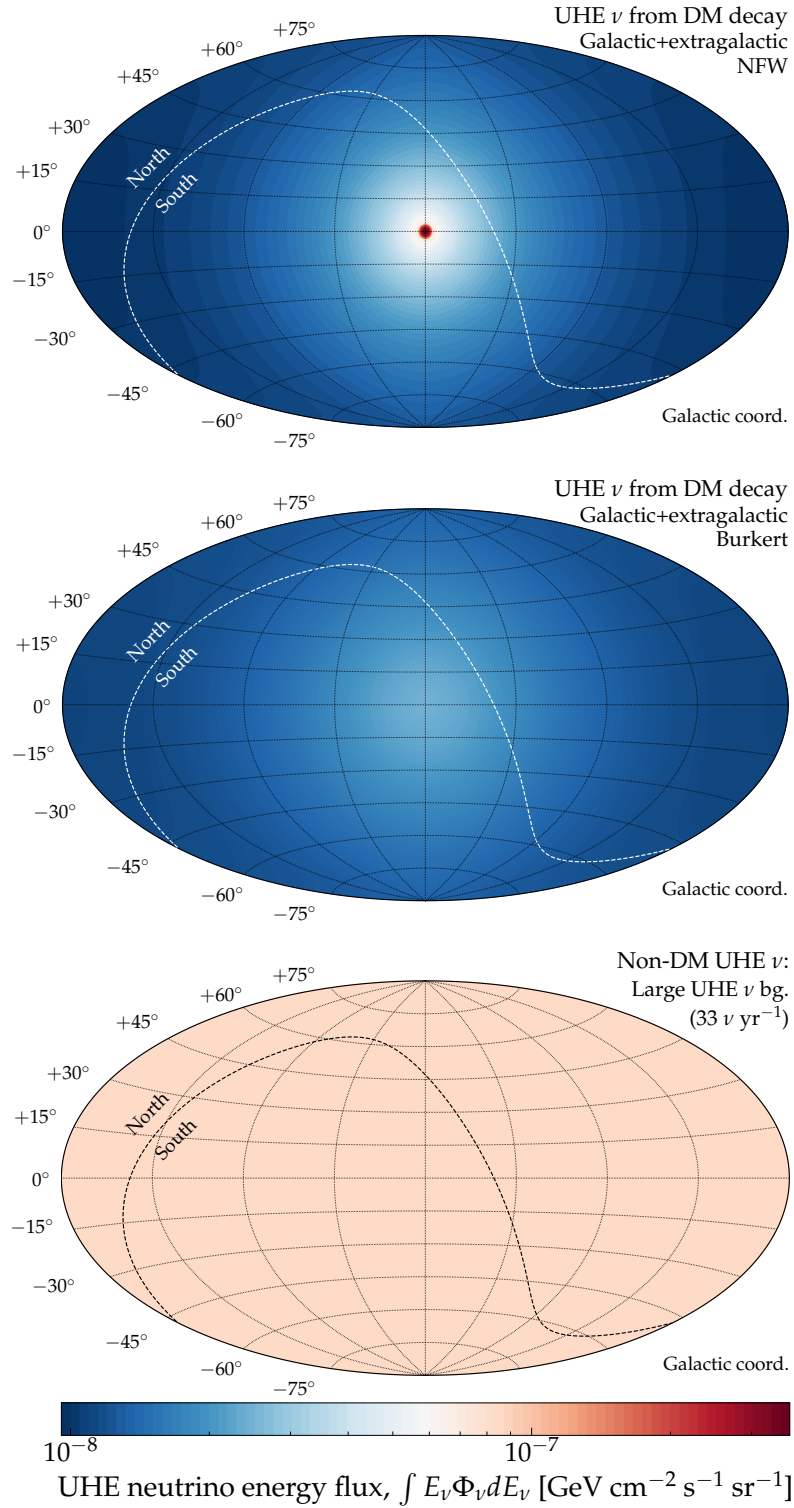 UHE ν from DM decay
Galactic+extragalactic
NFW
+75°
+60°
+45°
+30°
+15°
0°
−15°
−30°
−45°
−60°
−75°
North
South
Galactic coord.
UHE ν from DM decay
Galactic+extragalactic
Burkert
+75°
+60°
+45°
+30°
+15°
0°
−15°
−30°
−45°
−60°
−75°
North
South
Galactic coord.
Non-DM UHE ν:
Large UHE ν bg.
(33 ν yr⁻¹)
+75°
+60°
+45°
+30°
+15°
0°
−15°
−30°
−45°
−60°
−75°
North
South
Galactic coord.
10⁻⁸ 10⁻⁷
UHE neutrino energy flux, ∫ E_νΦ_νdE_ν [GeV cm⁻² s⁻¹ sr⁻¹]